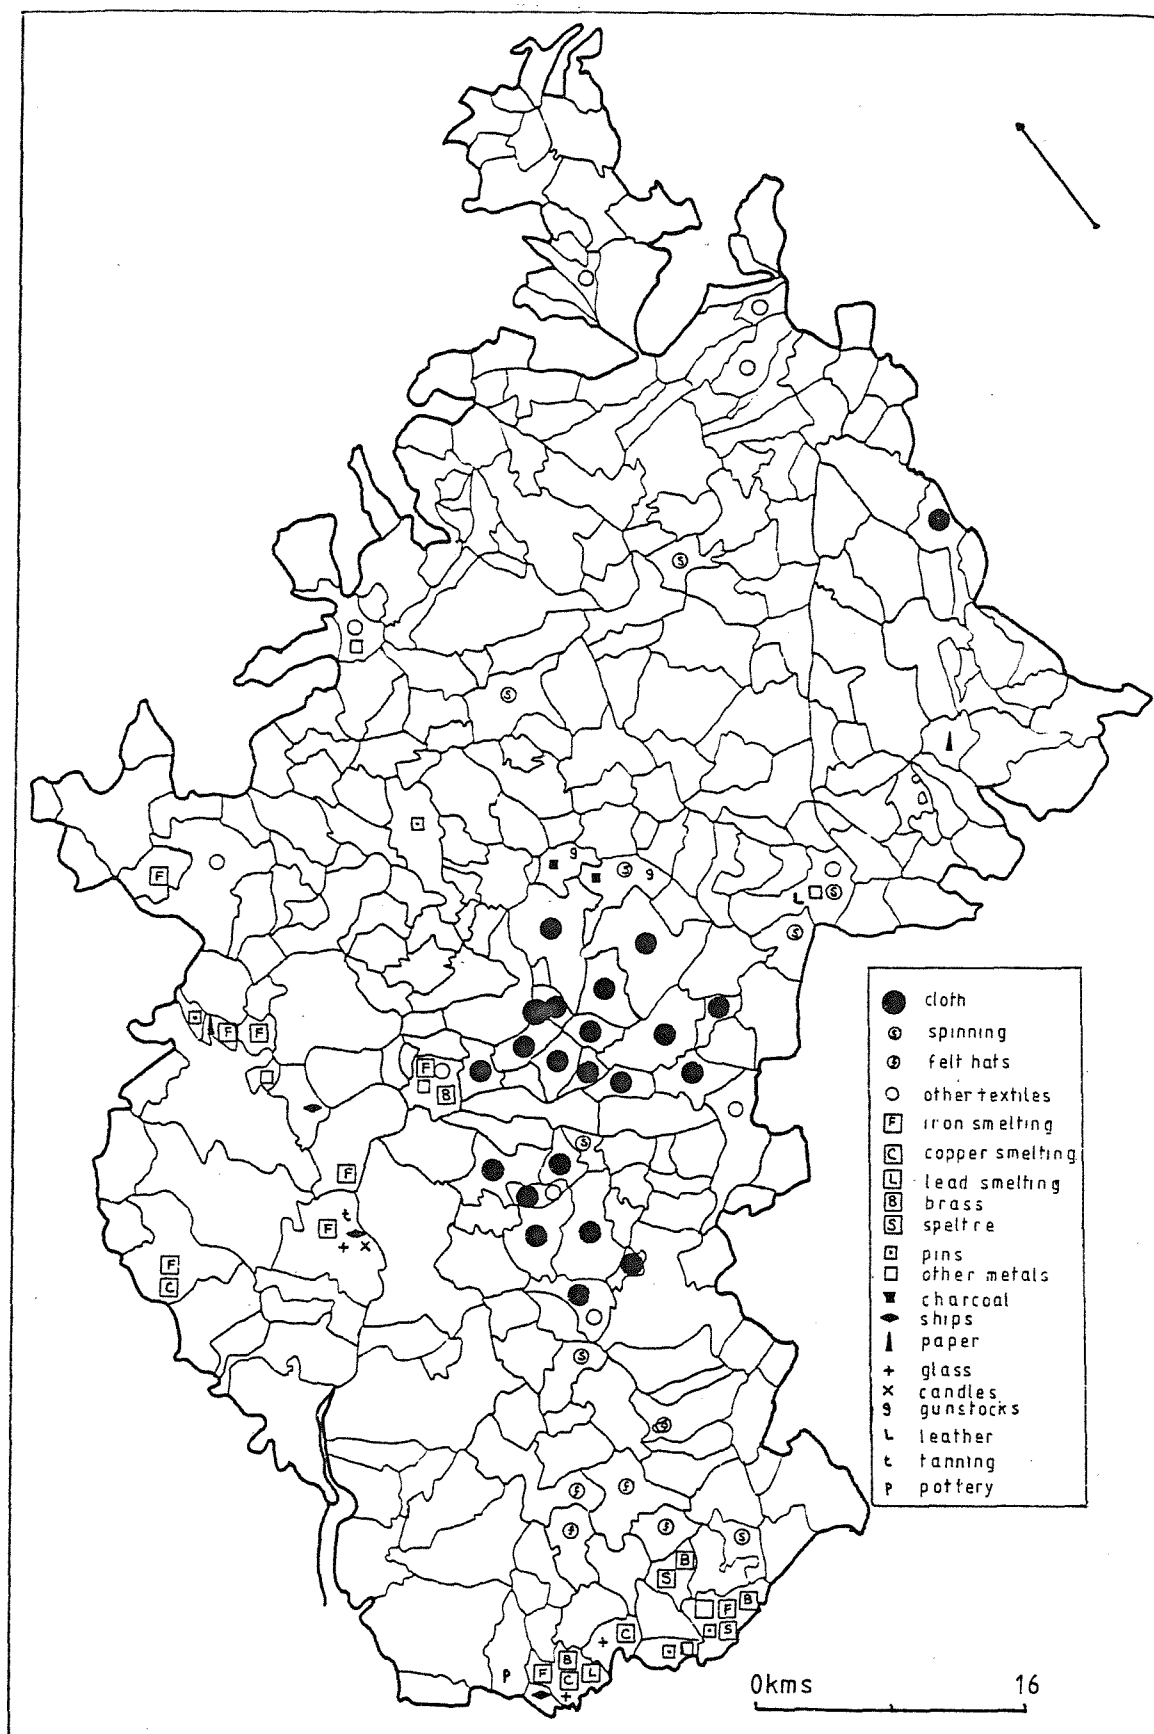 cloth
spinning
felt hats
other textiles
F iron smelting
C copper smelting
L lead smelting
B brass
S speltre
pins
other metals
charcoal
ships
paper
+ glass
x candles
g gunstocks
L leather
t tanning
p pottery
0kms 16
S
S
F
g
S g
L S
S
F F
F
B
S
F
t
F
+ x
F
C
S
S
B
S
S
F B
S
C
+
B
p F L
C
+